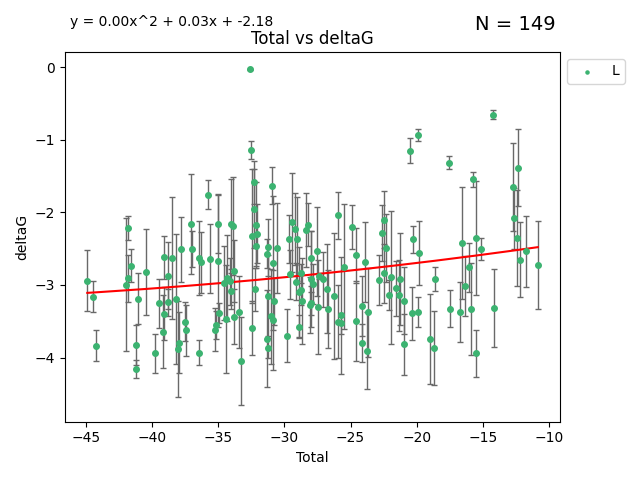 y = 0.00x^2 + 0.03x + -2.18
N = 149
Total vs deltaG
L
deltaG
0
−1
−2
−3
−4
−45 −40 −35 −30 −25 −20 −15 −10
Total